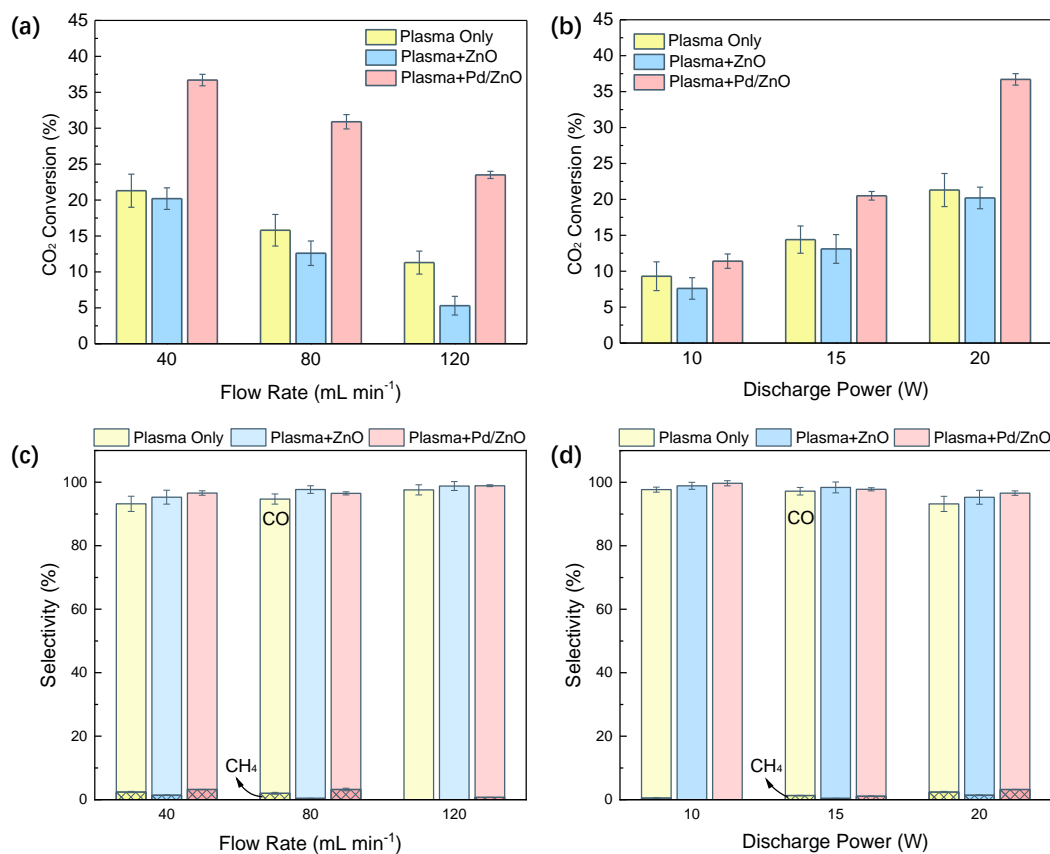 (a)
Plasma Only
Plasma+ZnO
Plasma+Pd/ZnO
CO₂ Conversion (%)
45
40
35
30
25
20
15
10
5
0
40 80 120
Flow Rate (mL min⁻¹)
(b)
Plasma Only
Plasma+ZnO
Plasma+Pd/ZnO
CO₂ Conversion (%)
45
40
35
30
25
20
15
10
5
0
10 15 20
Discharge Power (W)
(c)
Plasma Only Plasma+ZnO Plasma+Pd/ZnO
Selectivity (%)
100
80
60
40
20
0
CO
CH₄
40 80 120
Flow Rate (mL min⁻¹)
(d)
Plasma Only Plasma+ZnO Plasma+Pd/ZnO
Selectivity (%)
100
80
60
40
20
0
CO
CH₄
10 15 20
Discharge Power (W)